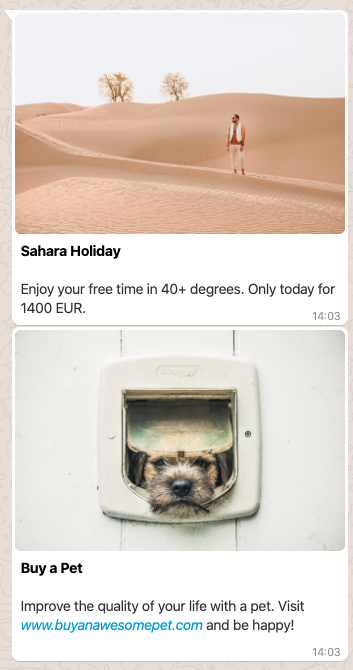 Sahara Holiday
Enjoy your free time in 40+ degrees. Only today for
1400 EUR.
14:03
Buy a Pet
Improve the quality of your life with a pet. Visit
www.buyanawesomepet.com and be happy!
14:03